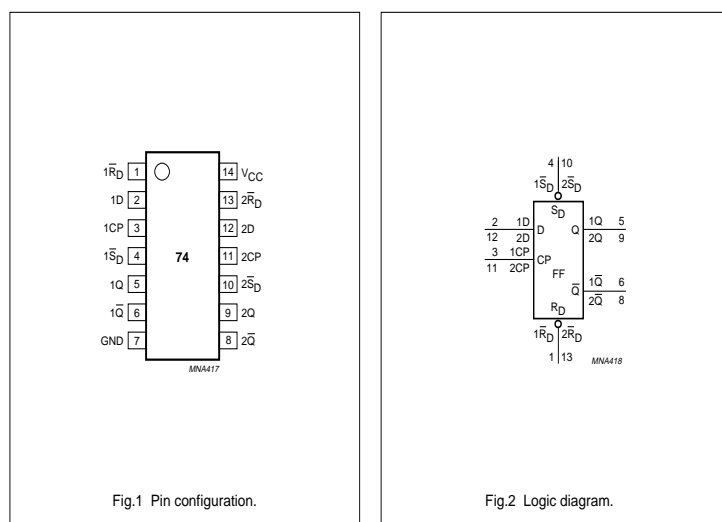 1R̅D 1 14 VCC
1D 2 13 2R̅D
1CP 3 12 2D
1S̅D 4 74 11 2CP
1Q 5 10 2S̅D
1Q̅ 6 9 2Q
GND 7 8 2Q̅
MNA417
Fig.1 Pin configuration.
4 10
1S̅D 2S̅D
SD
2 1D D Q 1Q 5
12 2D 2Q 9
3 1CP CP
11 2CP
FF
Q̅ 1Q̅ 6
2Q̅ 8
RD
1R̅D 2R̅D
1 13
MNA418
Fig.2 Logic diagram.